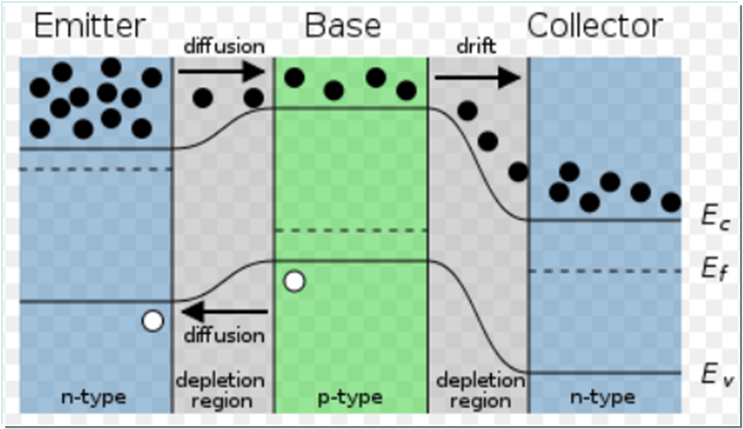 Emitter
Base
Collector
diffusion
drift
E c
E f
diffusion
E v
n-type
depletion
region
p-type
depletion
region
n-type